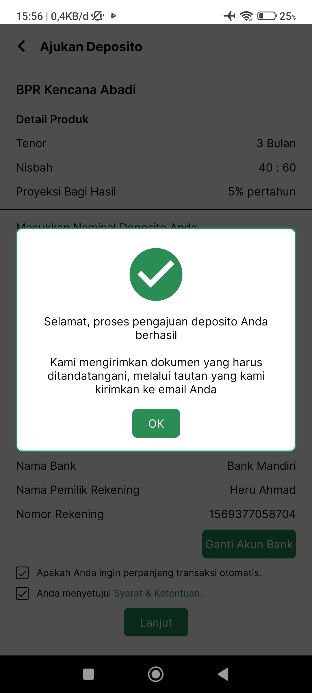 15:56 | 0,4KB/d
25%
Ajukan Deposito
BPR Kencana Abadi
Detail Produk
Tenor 3 Bulan
Nisbah 40 : 60
Proyeksi Bagi Hasil 5% pertahun
Masukkan Nominal Deposito Anda
Selamat, proses pengajuan deposito Anda
berhasil
Kami mengirimkan dokumen yang harus
ditandatangani, melalui tautan yang kami
kirimkan ke email Anda
OK
Nama Bank Bank Mandiri
Nama Pemilik Rekening Heru Ahmad
Nomor Rekening 1569377058704
Ganti Akun Bank
Apakah Anda ingin perpanjang transaksi otomatis.
Anda menyetujui Syarat & Ketentuan.
Lanjut